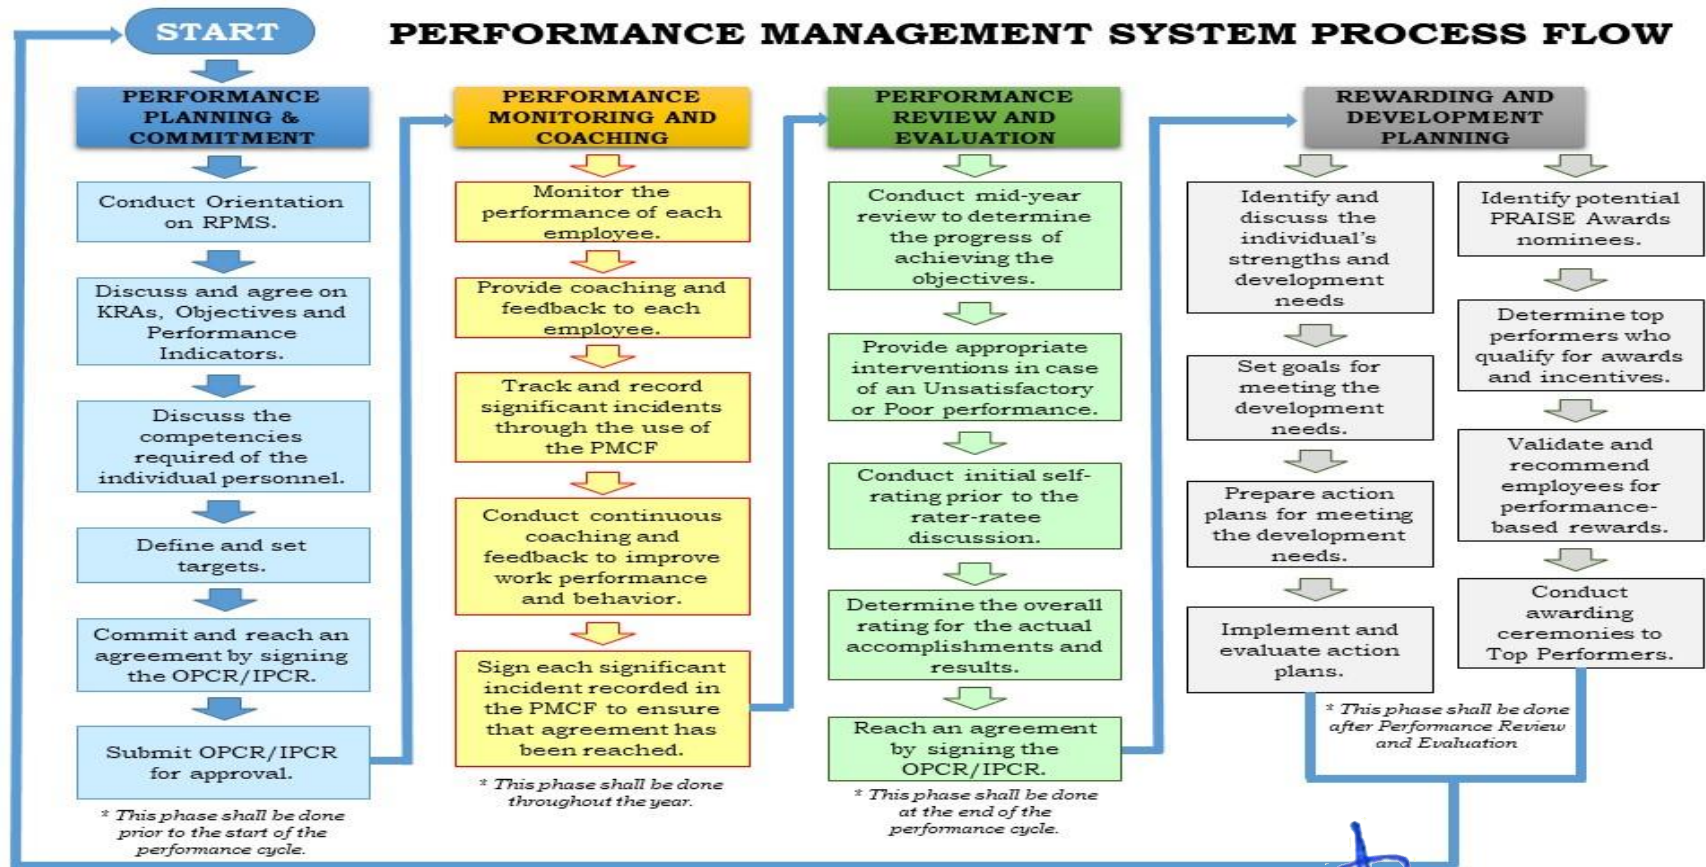 START
PERFORMANCE MANAGEMENT SYSTEM PROCESS FLOW
PERFORMANCE
PLANNING &
COMMITMENT
Conduct Orientation
on RPMS.
Discuss and agree on
KRAs, Objectives and
Performance
Indicators.
Discuss the
competencies
required of the
individual personnel.
Define and set
targets.
Commit and reach an
agreement by signing
the OPCR/IPCR.
Submit OPCR/IPCR
for approval.
* This phase shall be done
prior to the start of the
performance cycle.
PERFORMANCE
MONITORING AND
COACHING
Monitor the
performance of each
employee.
Provide coaching and
feedback to each
employee.
Track and record
significant incidents
through the use of
the PMCF
Conduct continuous
coaching and
feedback to improve
work performance
and behavior.
Sign each significant
incident recorded in
the PMCF to ensure
that agreement has
been reached.
* This phase shall be done
throughout the year.
PERFORMANCE
REVIEW AND
EVALUATION
Conduct mid-year
review to determine
the progress of
achieving the
objectives.
Provide appropriate
interventions in case
of an Unsatisfactory
or Poor performance.
Conduct initial self-
rating prior to the
rater-ratee
discussion.
Determine the overall
rating for the actual
accomplishments and
results.
Reach an agreement
by signing the
OPCR/IPCR.
* This phase shall be done
at the end of the
performance cycle.
REWARDING AND
DEVELOPMENT
PLANNING
Identify and
discuss the
individual's
strengths and
development
needs
Set goals for
meeting the
development
needs.
Prepare action
plans for meeting
the development
needs.
Implement and
evaluate action
plans.
Identify potential
PRAISE Awards
nominees.
Determine top
performers who
qualify for awards
and incentives.
Validate and
recommend
employees for
performance-
based rewards.
Conduct
awarding
ceremonies to
Top Performers.
* This phase shall be done
after Performance Review
and Evaluation